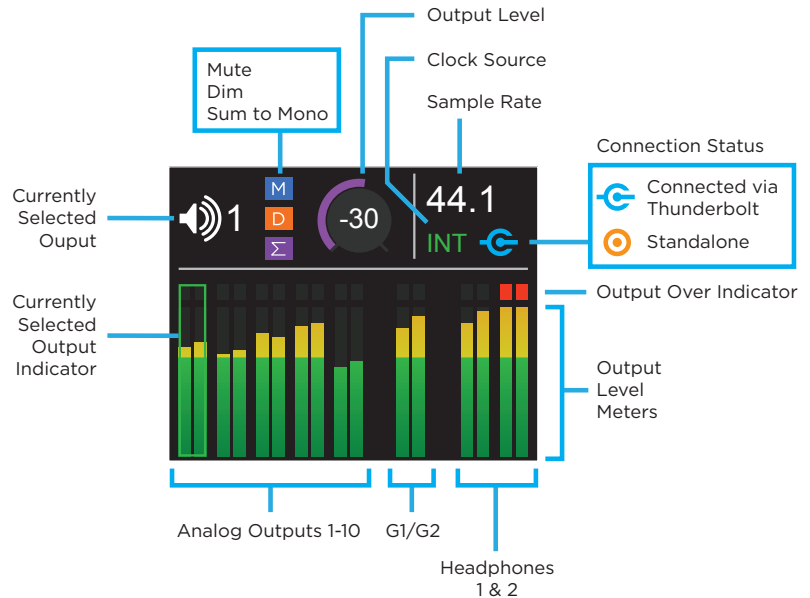 Output Level
Clock Source
Sample Rate
Mute
Dim
Sum to Mono
Connection Status
Connected via
Thunderbolt
Standalone
Currently
Selected
Ouput
1
M
D
Σ
-30
44.1
INT
Currently
Selected
Output
Indicator
Output Over Indicator
Output
Level
Meters
Analog Outputs 1-10
G1/G2
Headphones
1 & 2